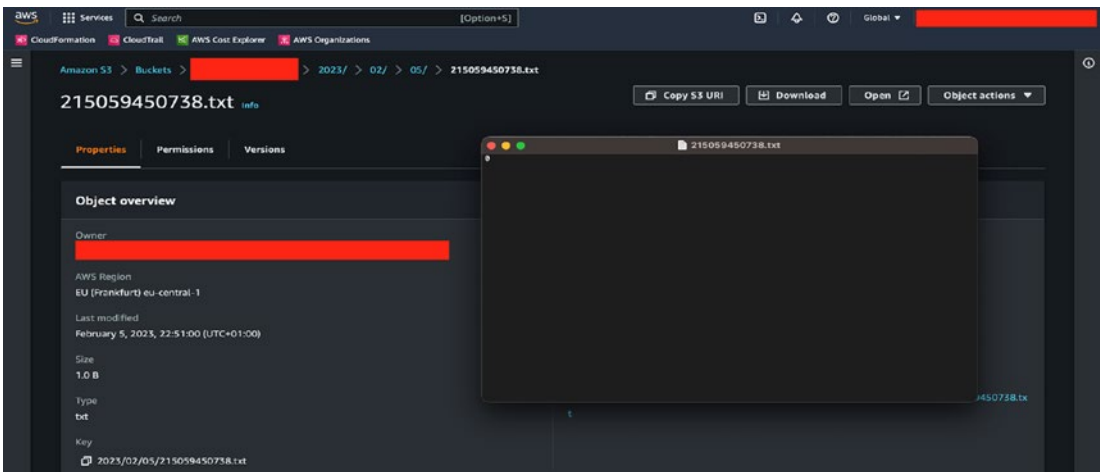 aws Services Search [Option+S] Global
CloudFormation CloudTrail AWS Cost Explorer AWS Organizations
Amazon S3 > Buckets > > 2023/ > 02/ > 05/ > 215059450738.txt
215059450738.txt Info
Copy S3 URI Download Open Object actions
Properties Permissions Versions
215059450738.txt
0
Object overview
Owner
AWS Region
EU (Frankfurt) eu-central-1
Last modified
February 5, 2023, 22:51:00 (UTC+01:00)
Size
1.0 B
Type
txt
9450738.tx
t
Key
2023/02/05/215059450738.txt